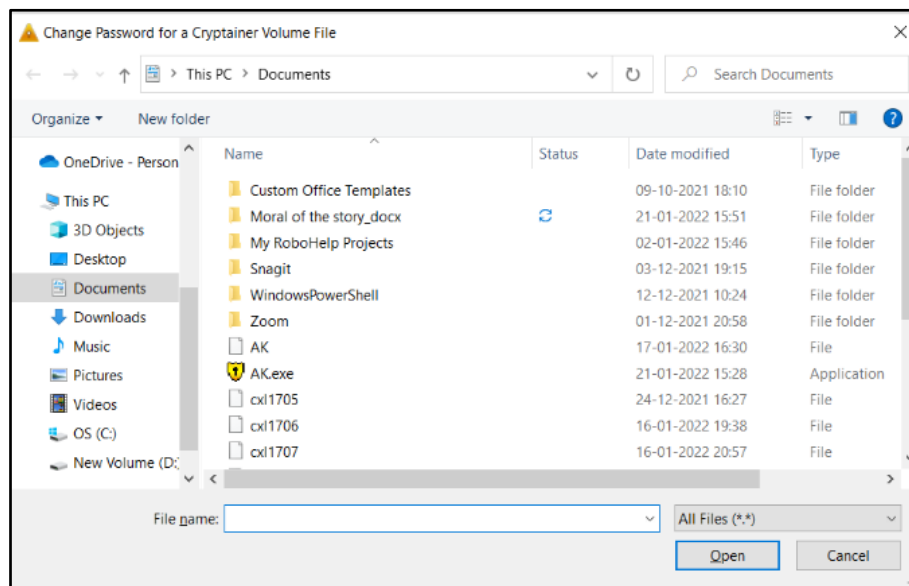 Change Password for a Cryptainer Volume File
This PC > Documents
Search Documents
Organize
New folder
?
Name Status Date modified Type
OneDrive - Person
This PC
3D Objects
Desktop
Documents
Downloads
Music
Pictures
Videos
OS (C:)
New Volume (D:
Custom Office Templates 09-10-2021 18:10 File folder
Moral of the story_docx 21-01-2022 15:51 File folder
My RoboHelp Projects 02-01-2022 15:46 File folder
Snagit 03-12-2021 19:15 File folder
WindowsPowerShell 12-12-2021 10:24 File folder
Zoom 01-12-2021 20:58 File folder
AK 17-01-2022 16:30 File
AK.exe 21-01-2022 15:28 Application
cxl1705 24-12-2021 16:27 File
cxl1706 16-01-2022 19:38 File
cxl1707 16-01-2022 20:57 File
File name:
All Files (*.*)
Open
Cancel